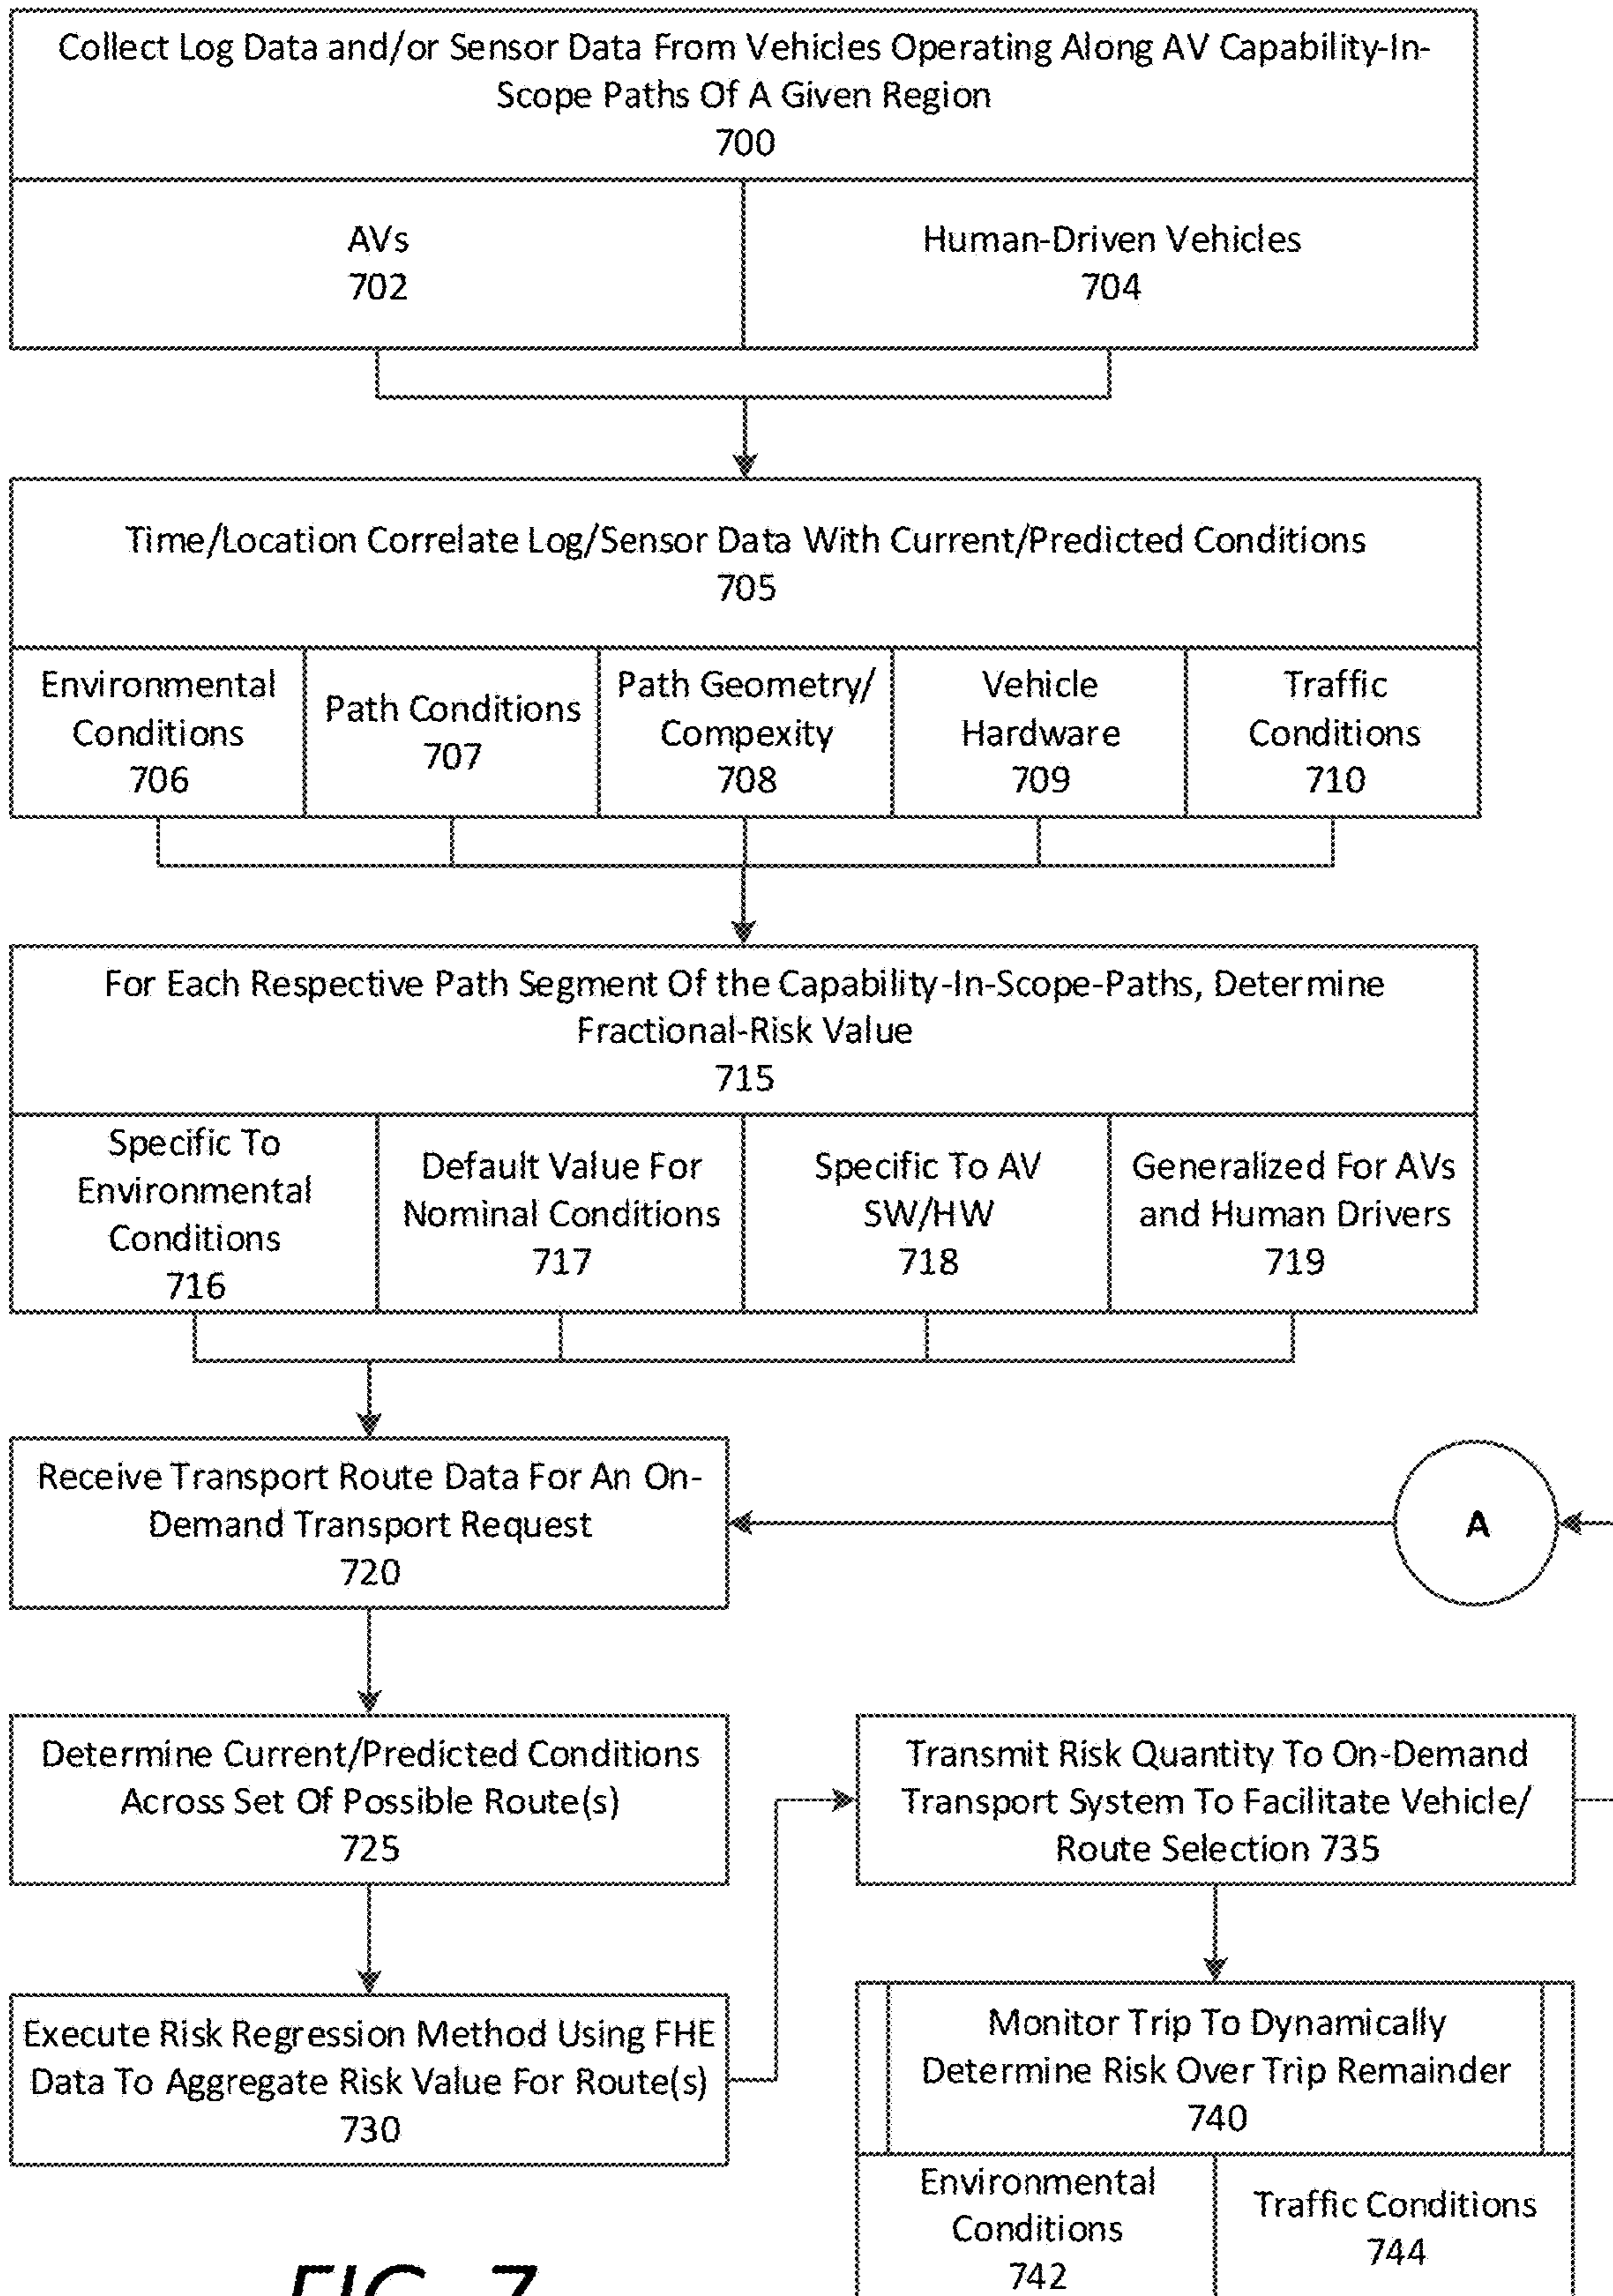 Collect Log Data and/or Sensor Data From Vehicles Operating Along AV Capability-In-
Scope Paths Of A Given Region
700
AVs
702
Human-Driven Vehicles
704
Time/Location Correlate Log/Sensor Data With Current/Predicted Conditions
705
Environmental
Conditions
706
Path Conditions
707
Path Geometry/
Compexity
708
Vehicle
Hardware
709
Traffic
Conditions
710
For Each Respective Path Segment Of the Capability-In-Scope-Paths, Determine
Fractional-Risk Value
715
Specific To
Environmental
Conditions
716
Default Value For
Nominal Conditions
717
Specific To AV
SW/HW
718
Generalized For AVs
and Human Drivers
719
Receive Transport Route Data For An On-
Demand Transport Request
720
A
Determine Current/Predicted Conditions
Across Set Of Possible Route(s)
725
Execute Risk Regression Method Using FHE
Data To Aggregate Risk Value For Route(s)
730
Transmit Risk Quantity To On-Demand
Transport System To Facilitate Vehicle/
Route Selection 735
Monitor Trip To Dynamically
Determine Risk Over Trip Remainder
740
Environmental
Conditions
742
Traffic Conditions
744
FIG. 7